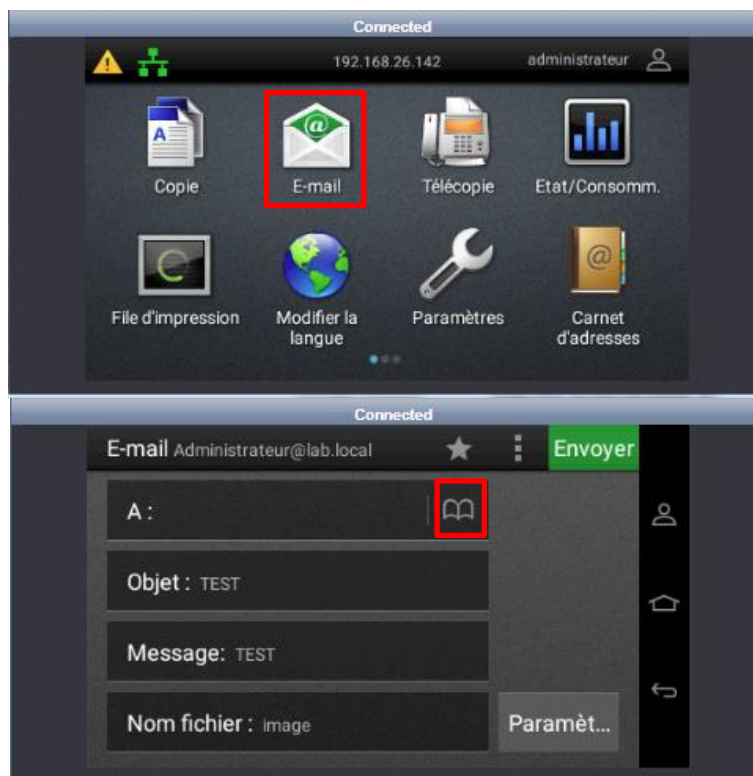 Connected
192.168.26.142 administrateur
Copie E-mail Télécopie Etat/Consomm.
File d'impression Modifier la Paramètres Carnet
langue d'adresses
Connected
E-mail Administrateur@lab.local Envoyer
A :
Objet : TEST
Message: TEST
Nom fichier : image Paramèt...